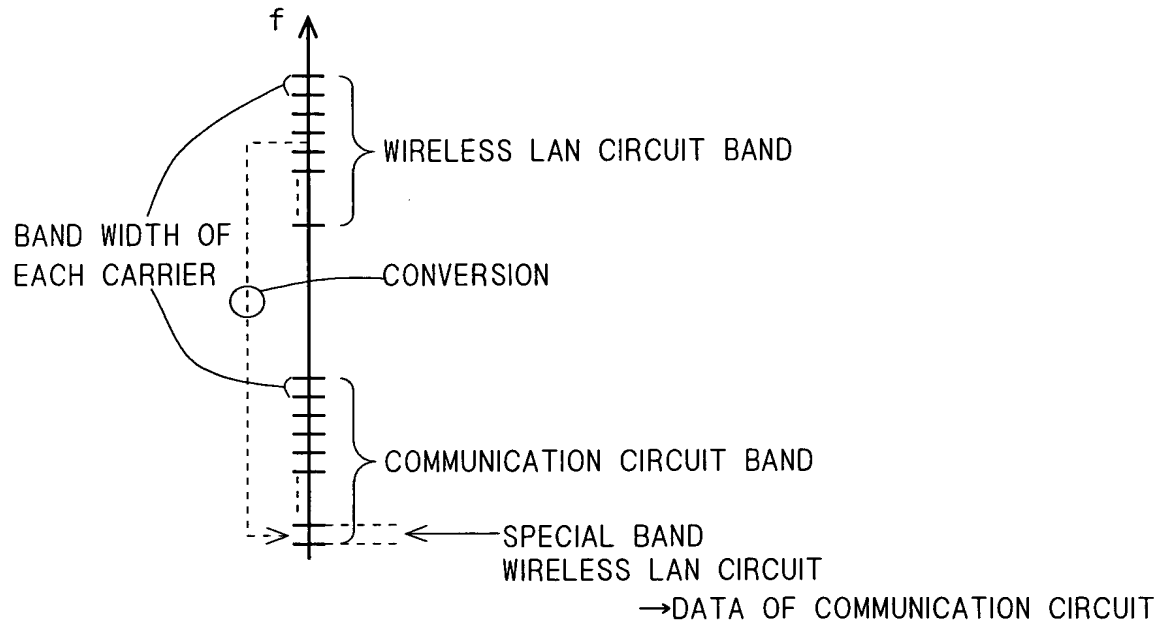 f
WIRELESS LAN CIRCUIT BAND
BAND WIDTH OF
EACH CARRIER
CONVERSION
COMMUNICATION CIRCUIT BAND
SPECIAL BAND
WIRELESS LAN CIRCUIT
→DATA OF COMMUNICATION CIRCUIT